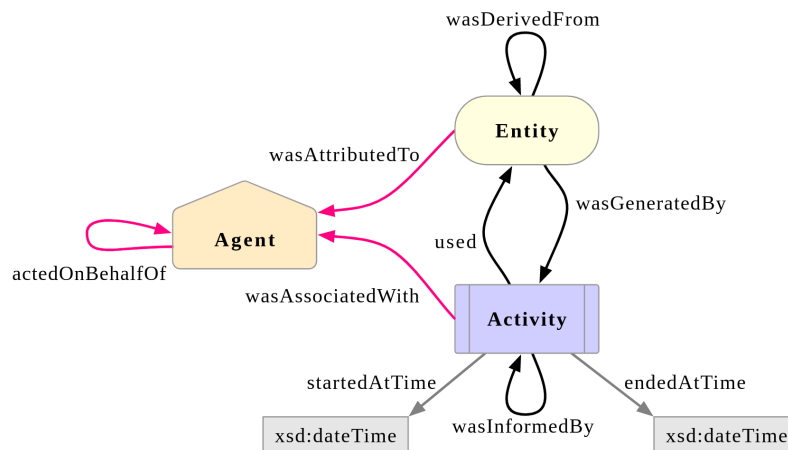 wasDerivedFrom
Entity
wasAttributedTo
wasGeneratedBy
Agent
used
actedOnBehalfOf
wasAssociatedWith
Activity
startedAtTime
endedAtTime
wasInformedBy
xsd:dateTime
xsd:dateTime